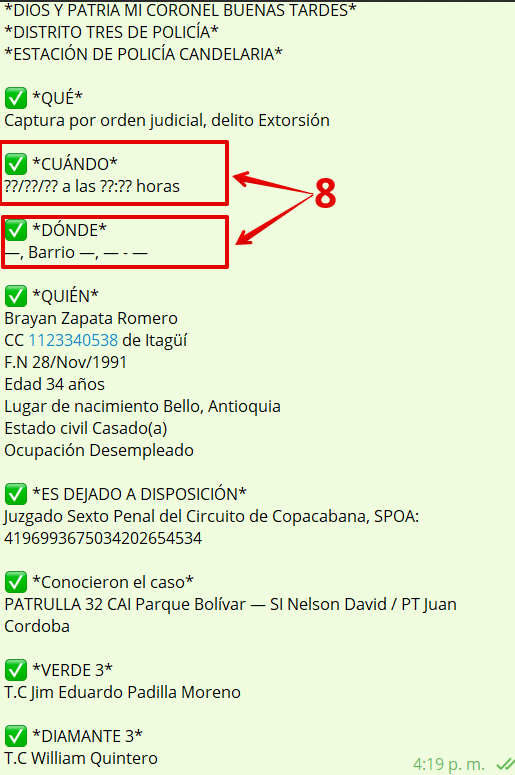 *DIOS Y PATRIA MI CORONEL BUENAS TARDES*
*DISTRITO TRES DE POLICÍA*
*ESTACIÓN DE POLICÍA CANDELARIA*
✅ *QUÉ*
Captura por orden judicial, delito Extorsión
✅ *CUÁNDO*
??/??/?? a las ??:?? horas
8
✅ *DÓNDE*
—, Barrio —, — - —
✅ *QUIÉN*
Brayan Zapata Romero
CC 1123340538 de Itagüí
F.N 28/Nov/1991
Edad 34 años
Lugar de nacimiento Bello, Antioquia
Estado civil Casado(a)
Ocupación Desempleado
✅ *ES DEJADO A DISPOSICIÓN*
Juzgado Sexto Penal del Circuito de Copacabana, SPOA:
4196993675034202654534
✅ *Conocieron el caso*
PATRULLA 32 CAI Parque Bolívar — SI Nelson David / PT Juan
Cordoba
✅ *VERDE 3*
T.C Jim Eduardo Padilla Moreno
✅ *DIAMANTE 3*
T.C William Quintero
4:19 p. m.